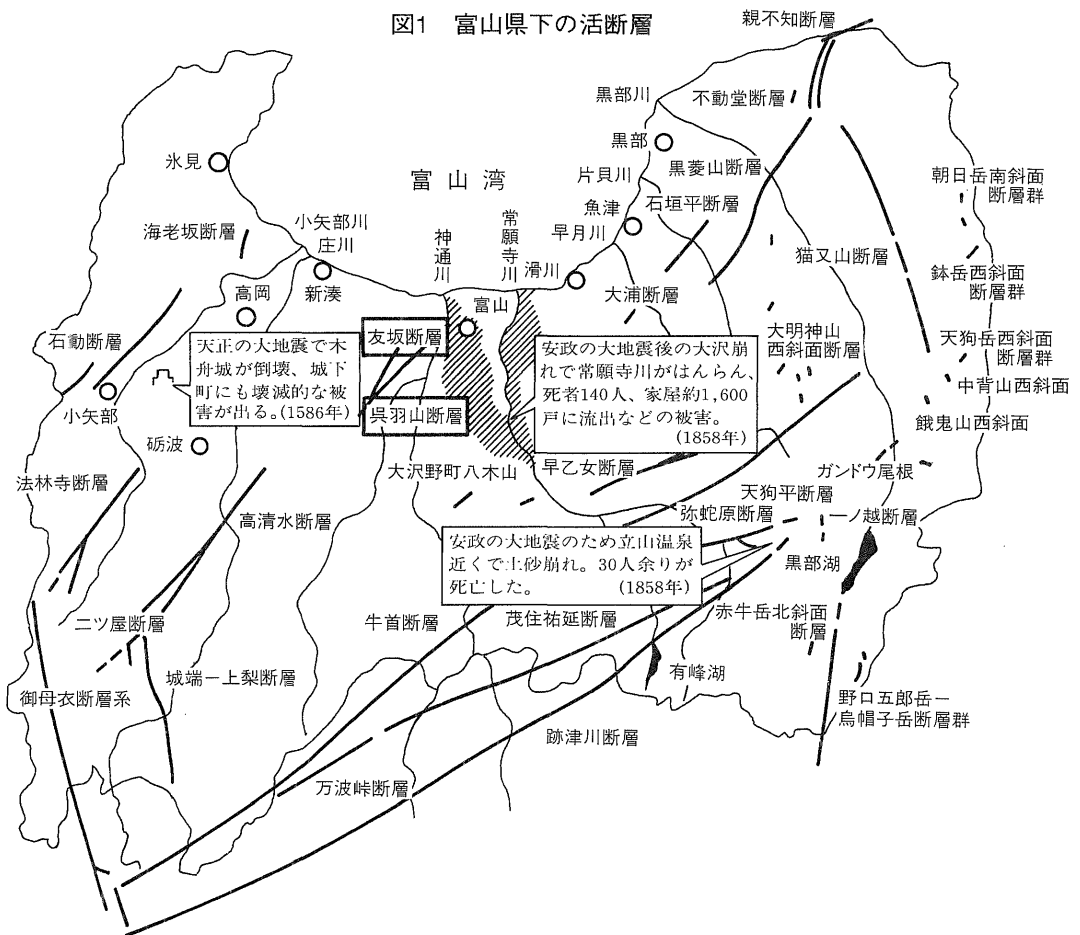 図1 富山県下の活断層
親不知断層
黒部川
不動堂断層
黒部
黒菱山断層
氷見
富山湾
片貝川
朝日岳南斜面
断層群
魚津
石垣平断層
海老坂断層
小矢部川
庄川
神通川
常願寺川
早月川
滑川
猫又山断層
鉢岳西斜面
断層群
高岡
新湊
富山
大浦断層
石動断層
友坂断層
大明神山
西斜面断層
天狗岳西斜面
断層群
天正の大地震で木
舟城が倒壊、城下
町にも壊滅的な被
害が出る。(1586年)
安政の大地震後の大沢崩
れで常願寺川がはんらん、
死者140人、家屋約1,600
戸に流出などの被害。
(1858年)
中背山西斜面
小矢部
呉羽山断層
餓鬼山西斜面
砺波
大沢野町八木山
早乙女断層
ガンドウ尾根
法林寺断層
天狗平断層
高清水断層
弥蛇原断層
一ノ越断層
安政の大地震のため立山温泉
近くで土砂崩れ。30人余りが
死亡した。 (1858年)
黒部湖
二ツ屋断層
牛首断層
茂住祐延断層
赤牛岳北斜面
断層
城端ー上梨断層
有峰湖
御母衣断層系
野口五郎岳ー
烏帽子岳断層群
跡津川断層
万波峠断層